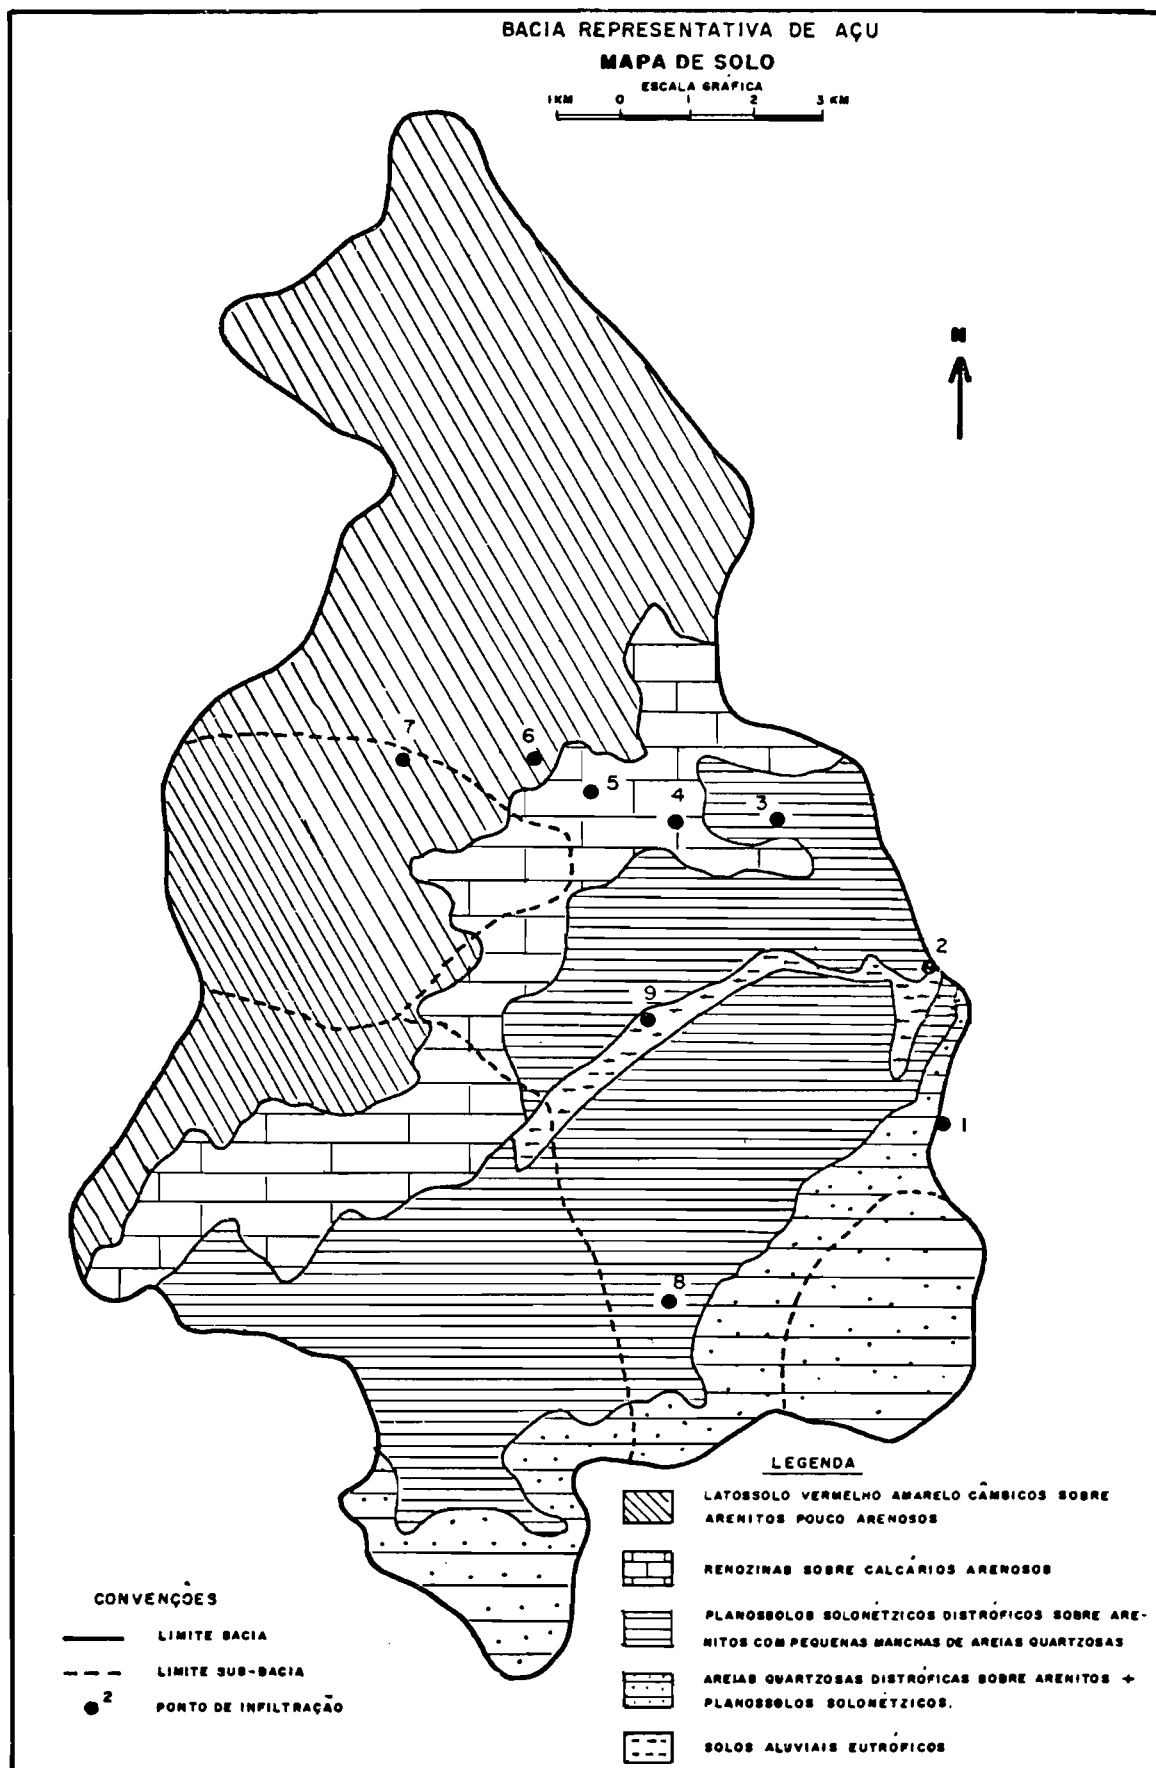 BACIA REPRESENTATIVA DE AÇU
MAPA DE SOLO
ESCALA GRÁFICA
1KM 0 1 2 3 KM
N
7
6
5
4
3
2
9
1
8
LEGENDA
LATOSSOLO VERMELHO AMARELO CÂMBICOS SOBRE
ARENITOS POUCO ARENOSOS
RENOZINAS SOBRE CALCÁRIOS ARENOSOS
PLANOSSOLOS SOLONÉTZICOS DISTRÓFICOS SOBRE ARE-
NITOS COM PEQUENAS MANCHAS DE AREIAS QUARTZOSAS
AREIAS QUARTZOSAS DISTRÓFICAS SOBRE ARENITOS +
PLANOSSOLOS SOLONÉTZICOS.
SOLOS ALUVIAIS EUTRÓFICOS
CONVENÇÕES
LIMITE BACIA
LIMITE SUB-BACIA
2 PONTO DE INFILTRAÇÃO